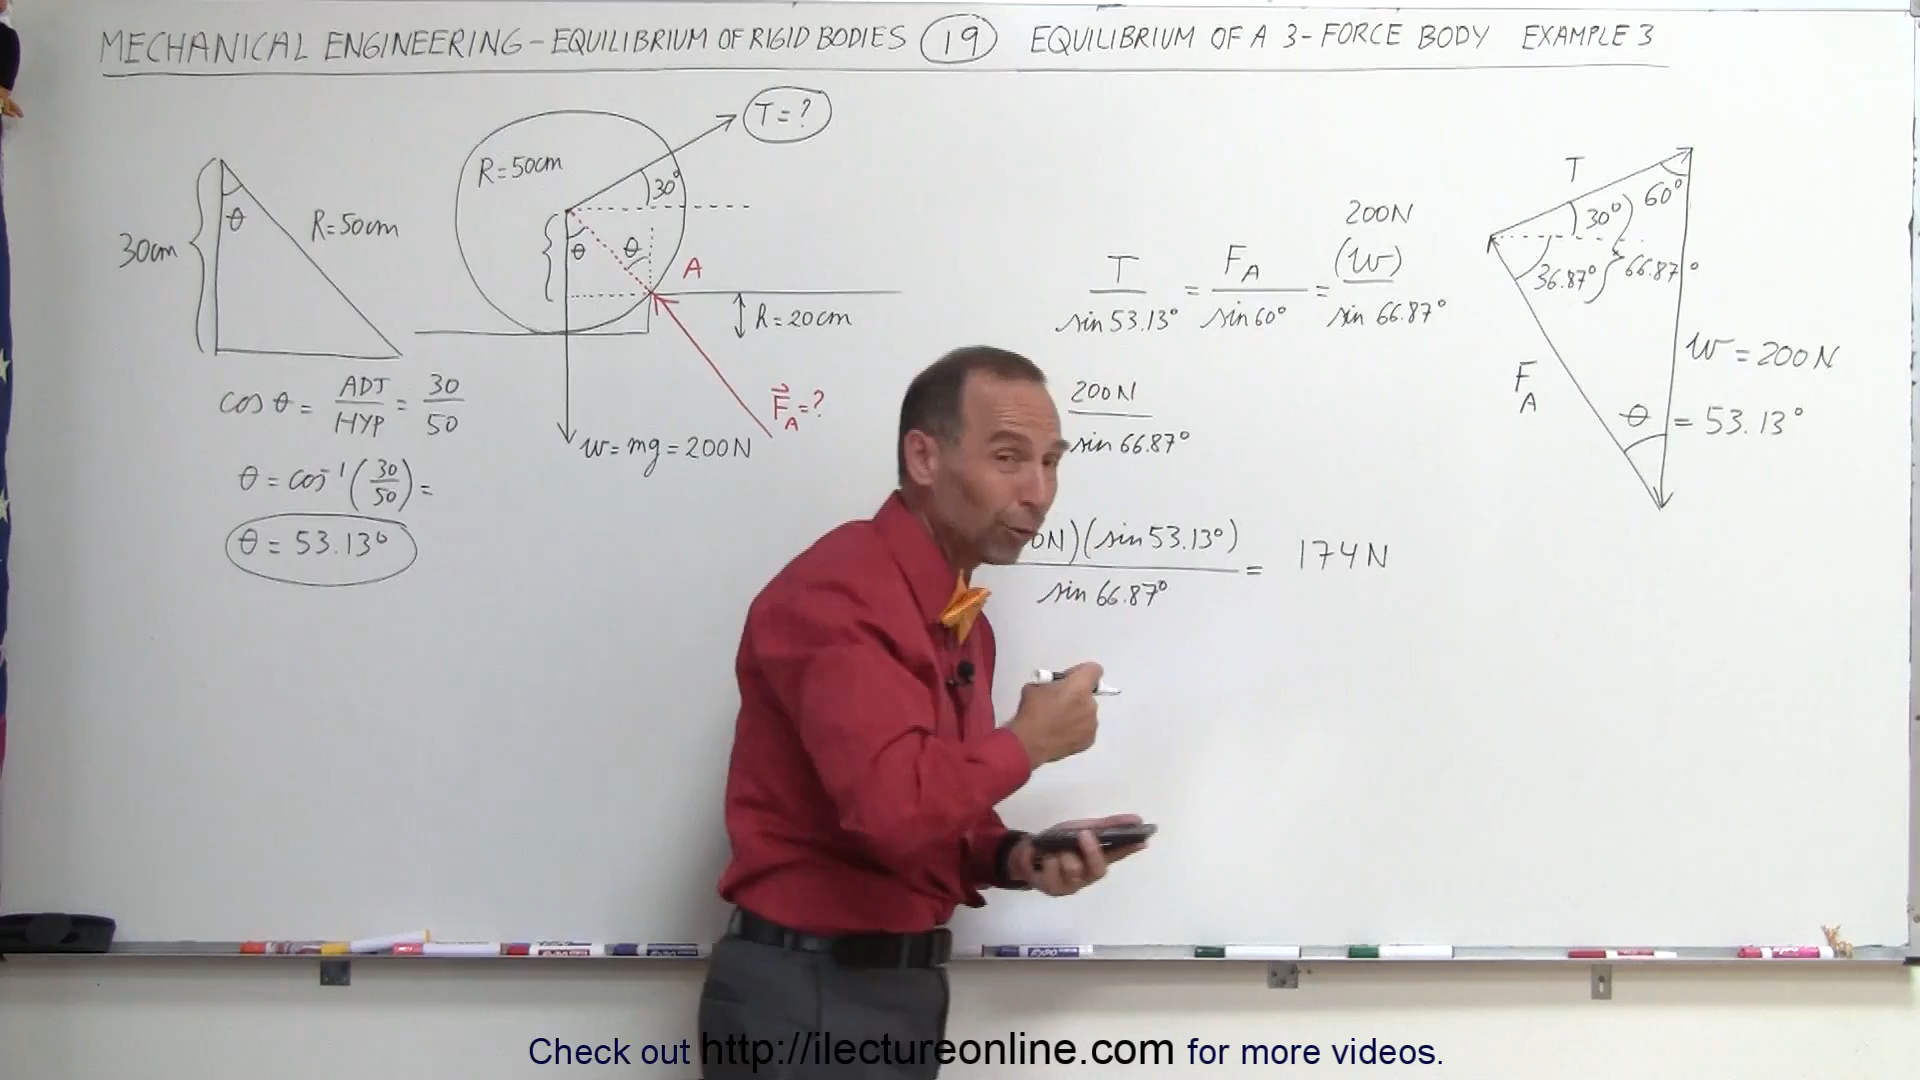 MECHANICAL ENGINEERING – EQUILIBRIUM OF RIGID BODIES 19 EQUILIBRIUM OF A 3-FORCE BODY EXAMPLE 3
30cm
θ
R=50cm
cos θ = ADJ/HYP = 30/50
θ = cos⁻¹(30/50) =
θ = 53.13°
R=50cm
T=?
30°
θ
θ
A
h=20cm
F⃗_A=?
w=mg=200N
200N
T/sin 53.13° = F_A/sin 60° = (w)/sin 66.87°
200N/sin 66.87°
0N)(sin 53.13°)/sin 66.87° = 174N
T
60°
30°
36.87°
66.87°
F_A
w=200N
θ = 53.13°
Check out http://ilectureonline.com for more videos.